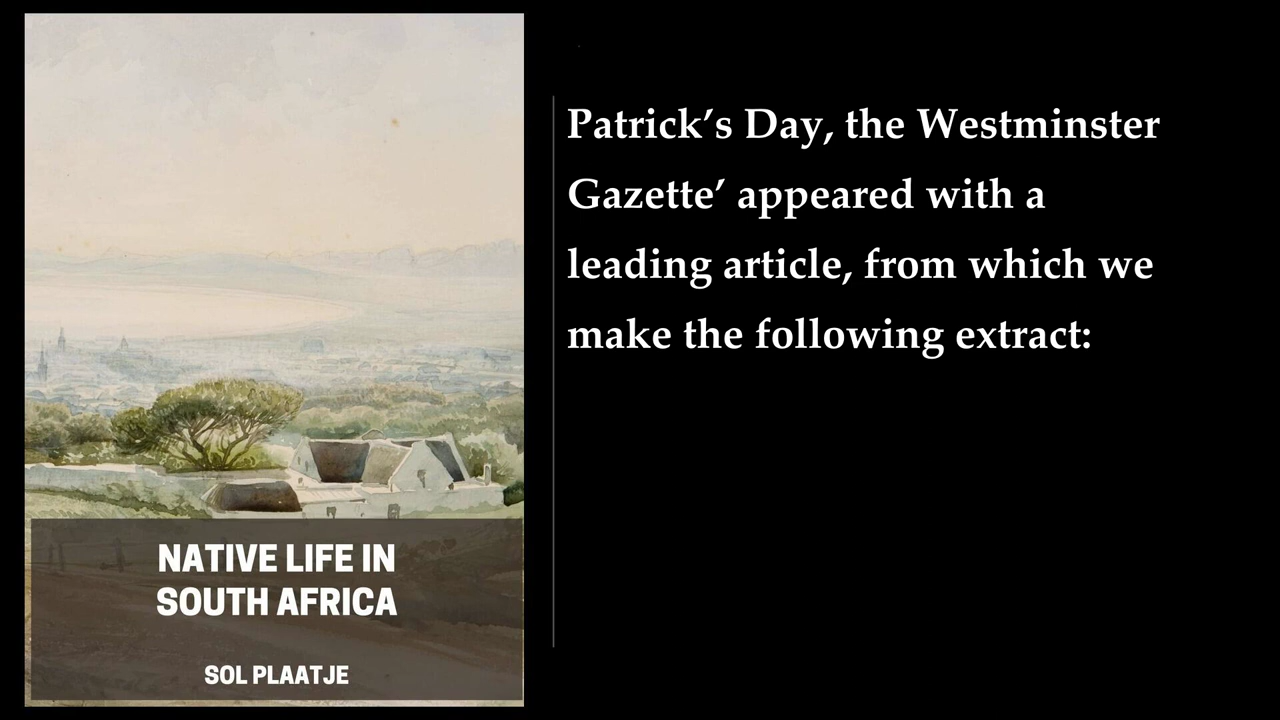 NATIVE LIFE IN
SOUTH AFRICA
SOL PLAATJE
Patrick’s Day, the Westminster
Gazette’ appeared with a
leading article, from which we
make the following extract: